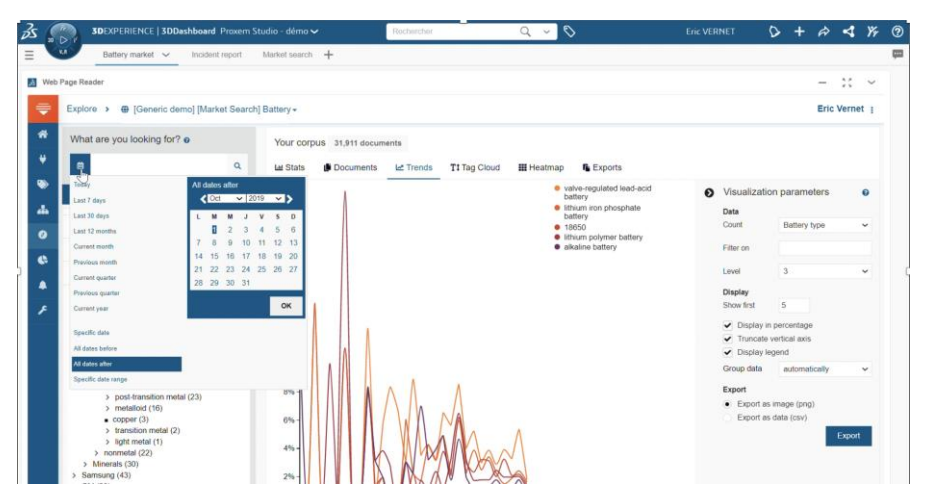 3DEXPERIENCE | 3DDashboard Proxem Studio - démo
Rechercher
Eric VERNET
Battery market
Incident report
Market search
Web Page Reader
Explore > [Generic demo] [Market Search] Battery
Eric Vernet
What are you looking for?
Your corpus 31,911 documents
Stats
Documents
Trends
Tag Cloud
Heatmap
Exports
Today
Last 7 days
Last 30 days
Last 12 months
Current month
Previous month
Current quarter
Previous quarter
Current year
Specific date
All dates before
All dates after
Specific date range
All dates after
Oct 2019
L M M J V S D
1 2 3 4 5 6
7 8 9 10 11 12 13
14 15 16 17 18 19 20
21 22 23 24 25 26 27
28 29 30 31
OK
> post-transition metal (23)
> metalloid (16)
copper (3)
> transition metal (2)
> light metal (1)
> nonmetal (22)
> Minerals (30)
> Samsung (43)
8%
6%
4%
2%
valve-regulated lead-acid
battery
lithium iron phosphate
battery
18650
lithium polymer battery
alkaline battery
Visualization parameters
Data
Count Battery type
Filter on
Level 3
Display
Show first 5
Display in percentage
Truncate vertical axis
Display legend
Group data automatically
Export
Export as image (png)
Export as data (csv)
Export